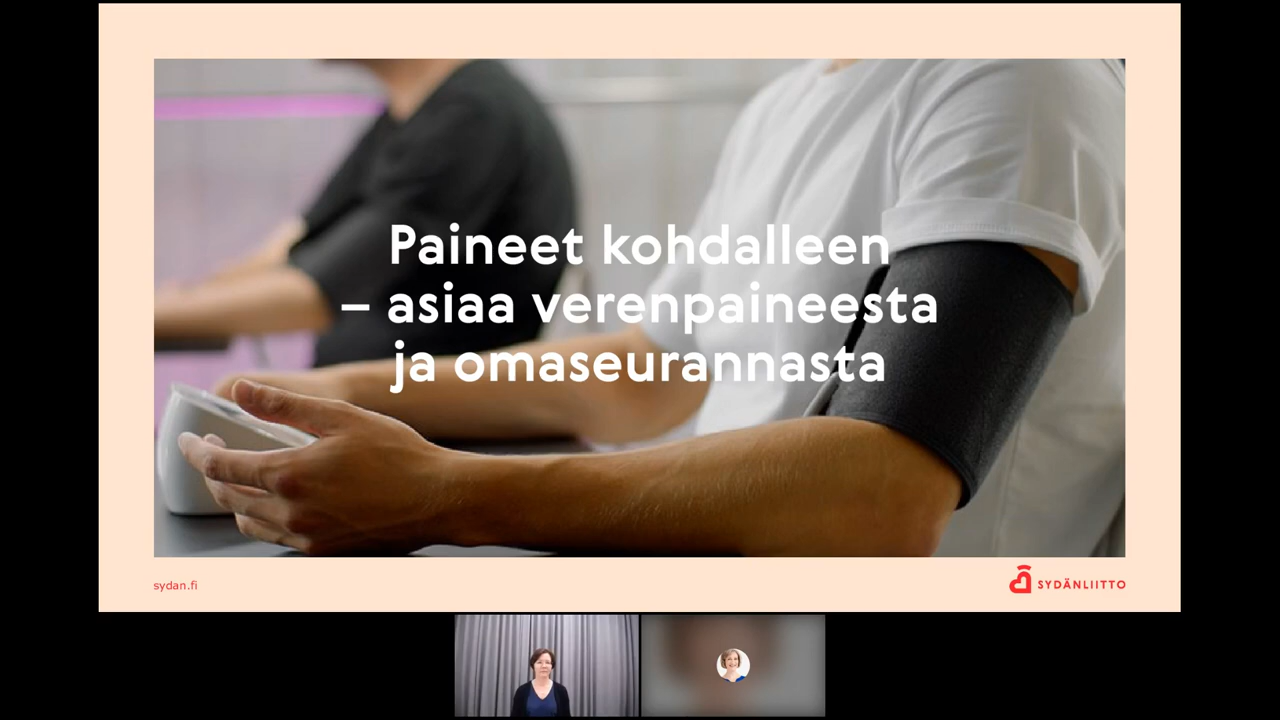 Paineet kohdalleen
– asiaa verenpaineesta
ja omaseurannasta
sydan.fi
SYDÄNLIITTO